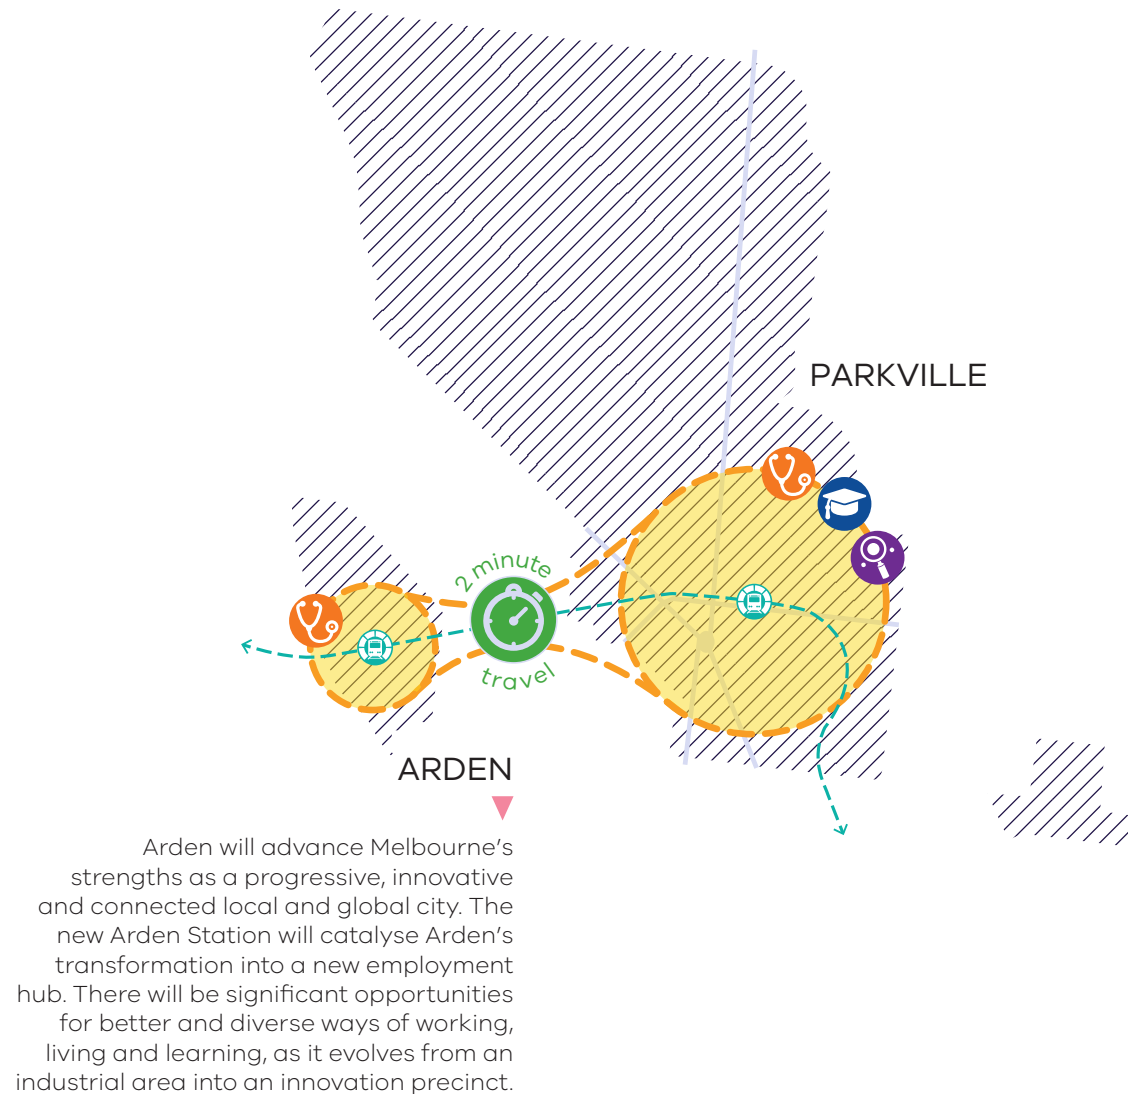 PARKVILLE
2 minute
travel
ARDEN
Arden will advance Melbourne’s
strengths as a progressive, innovative
and connected local and global city. The
new Arden Station will catalyse Arden’s
transformation into a new employment
hub. There will be significant opportunities
for better and diverse ways of working,
living and learning, as it evolves from an
industrial area into an innovation precinct.